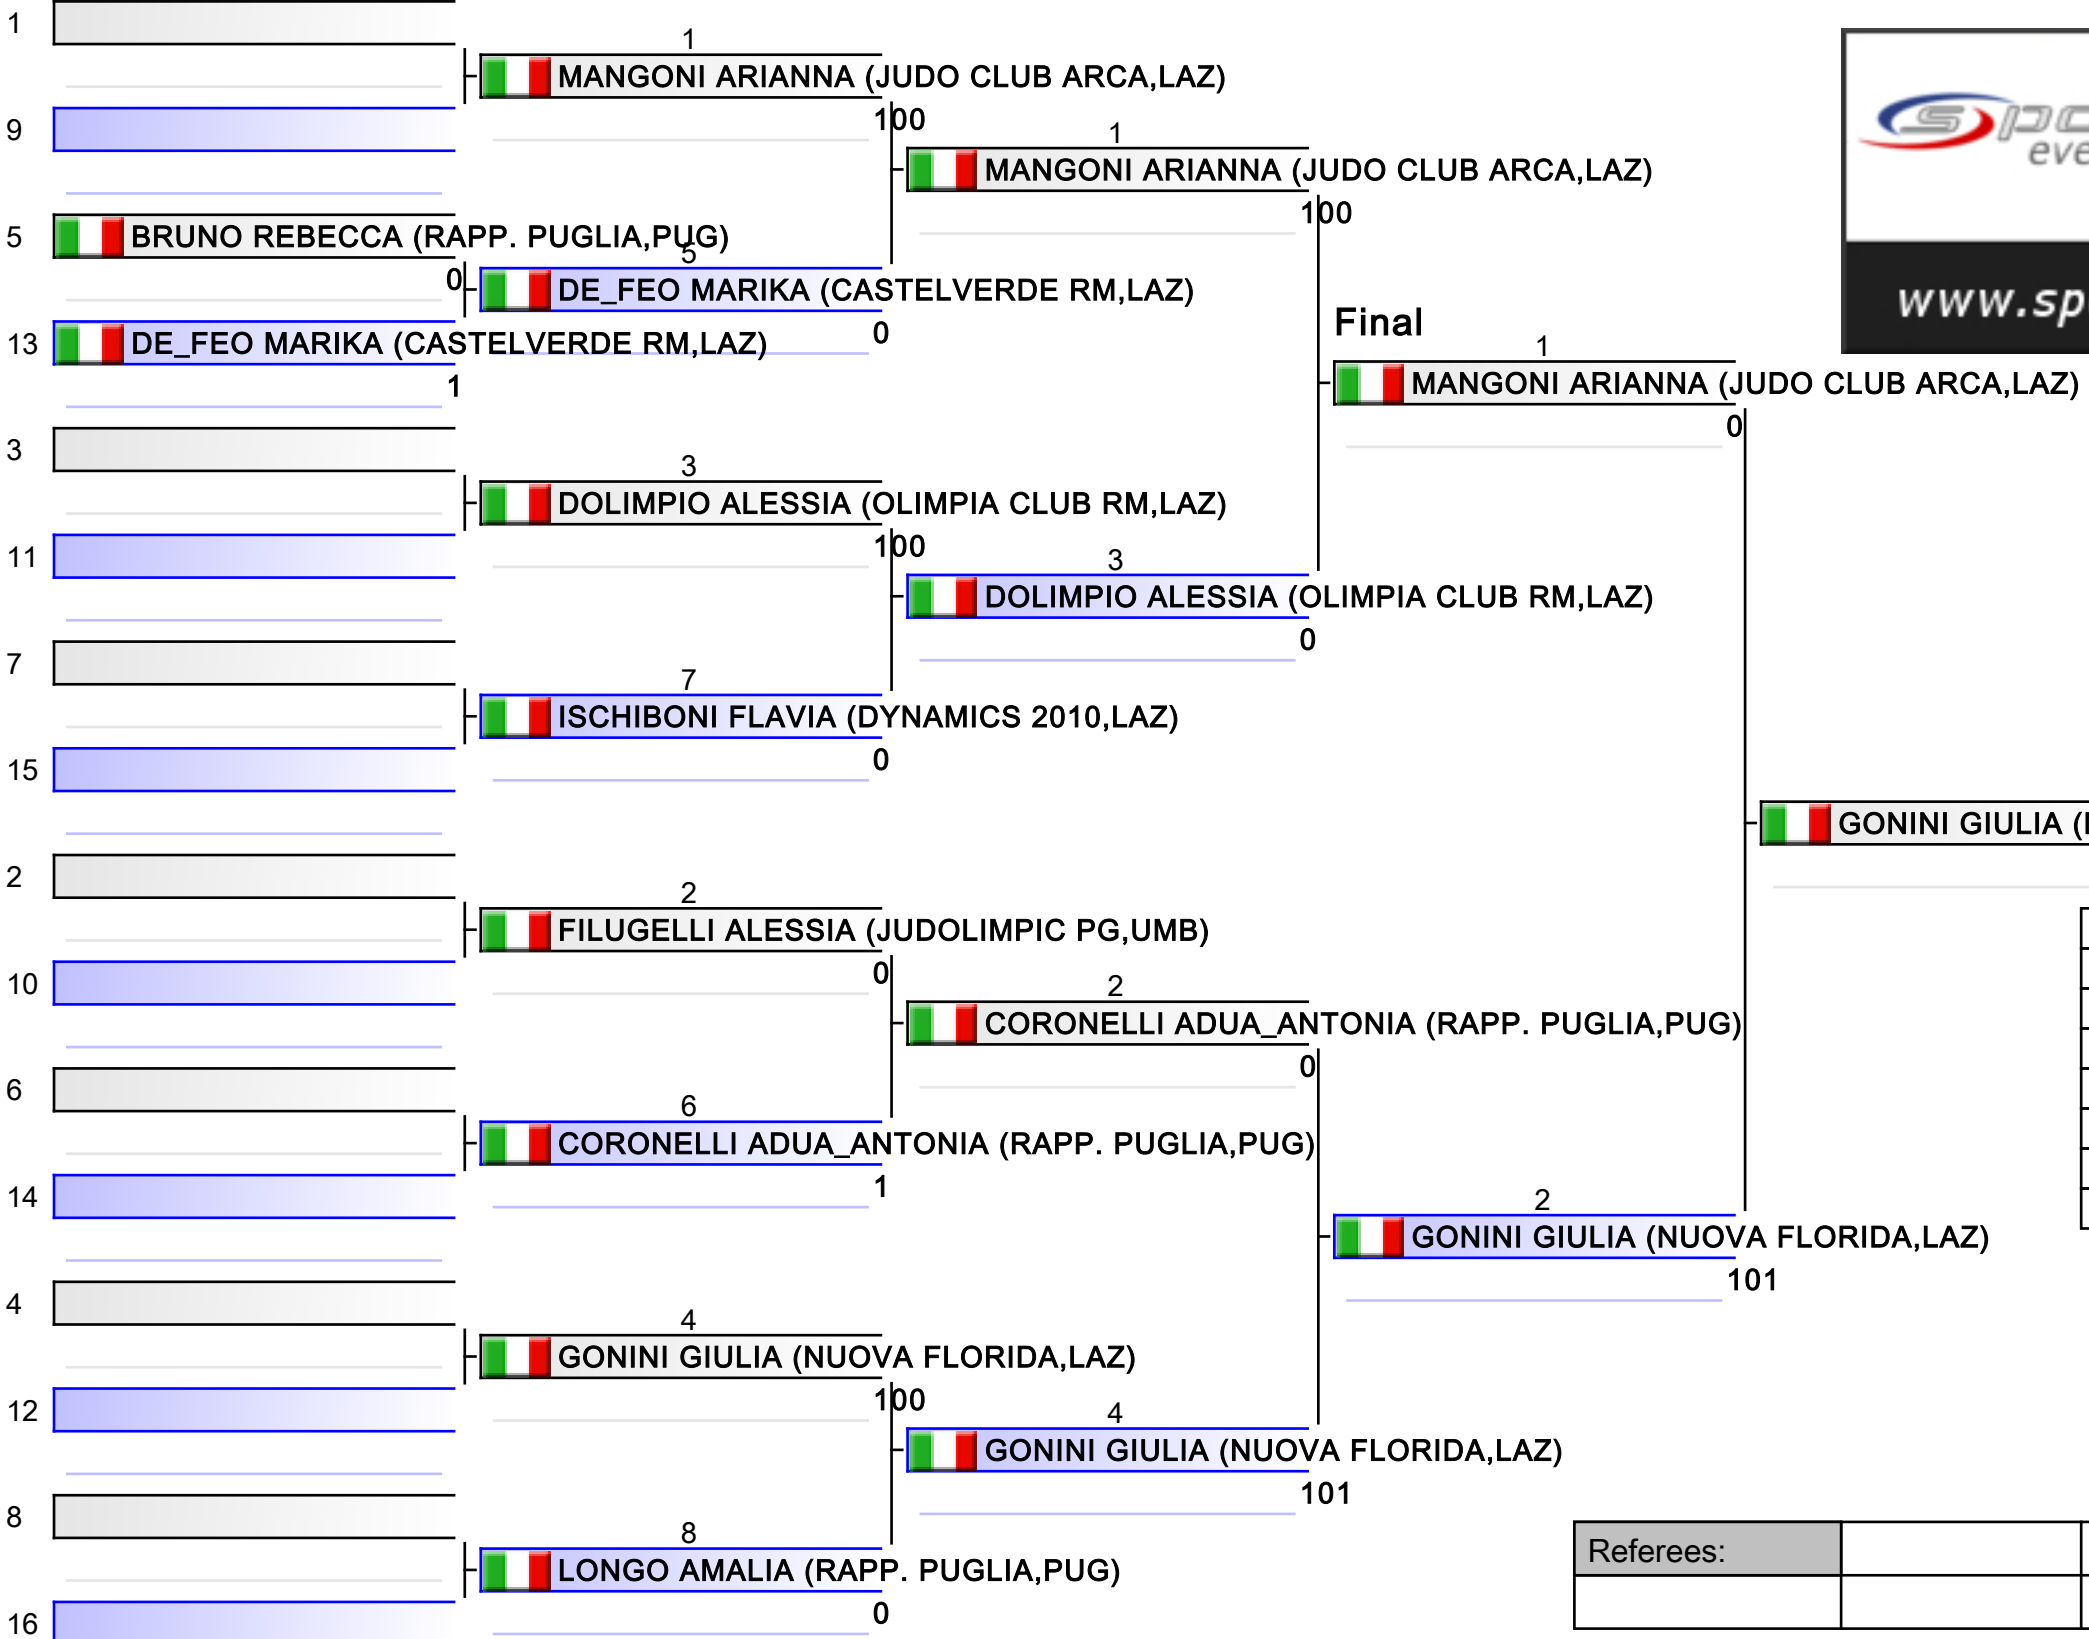 1
1
MANGONI ARIANNA (JUDO CLUB ARCA,LAZ)
9
100
1
MANGONI ARIANNA (JUDO CLUB ARCA,LAZ)
100
5
BRUNO REBECCA (RAPP. PUGLIA,PUG)
0
5
DE_FEO MARIKA (CASTELVERDE RM,LAZ)
0
13
DE_FEO MARIKA (CASTELVERDE RM,LAZ)
1
Final
1
MANGONI ARIANNA (JUDO CLUB ARCA,LAZ)
0
3
3
DOLIMPIO ALESSIA (OLIMPIA CLUB RM,LAZ)
100
11
3
DOLIMPIO ALESSIA (OLIMPIA CLUB RM,LAZ)
0
7
7
ISCHIBONI FLAVIA (DYNAMICS 2010,LAZ)
0
15
GONINI GIULIA (
2
2
FILUGELLI ALESSIA (JUDOLIMPIC PG,UMB)
0
10
2
CORONELLI ADUA_ANTONIA (RAPP. PUGLIA,PUG)
0
6
6
CORONELLI ADUA_ANTONIA (RAPP. PUGLIA,PUG)
1
14
2
GONINI GIULIA (NUOVA FLORIDA,LAZ)
101
4
4
GONINI GIULIA (NUOVA FLORIDA,LAZ)
100
12
4
GONINI GIULIA (NUOVA FLORIDA,LAZ)
101
8
8
LONGO AMALIA (RAPP. PUGLIA,PUG)
0
16
Referees:
www.sp